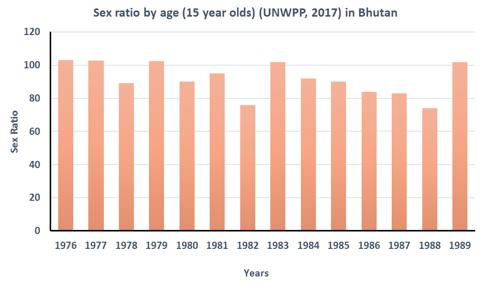 Sex ratio by age (15 year olds) (UNWPP, 2017) in Bhutan
120
100
80
60
40
20
0
Sex Ratio
1976 1977 1978 1979 1980 1981 1982 1983 1984 1985 1986 1987 1988 1989
Years